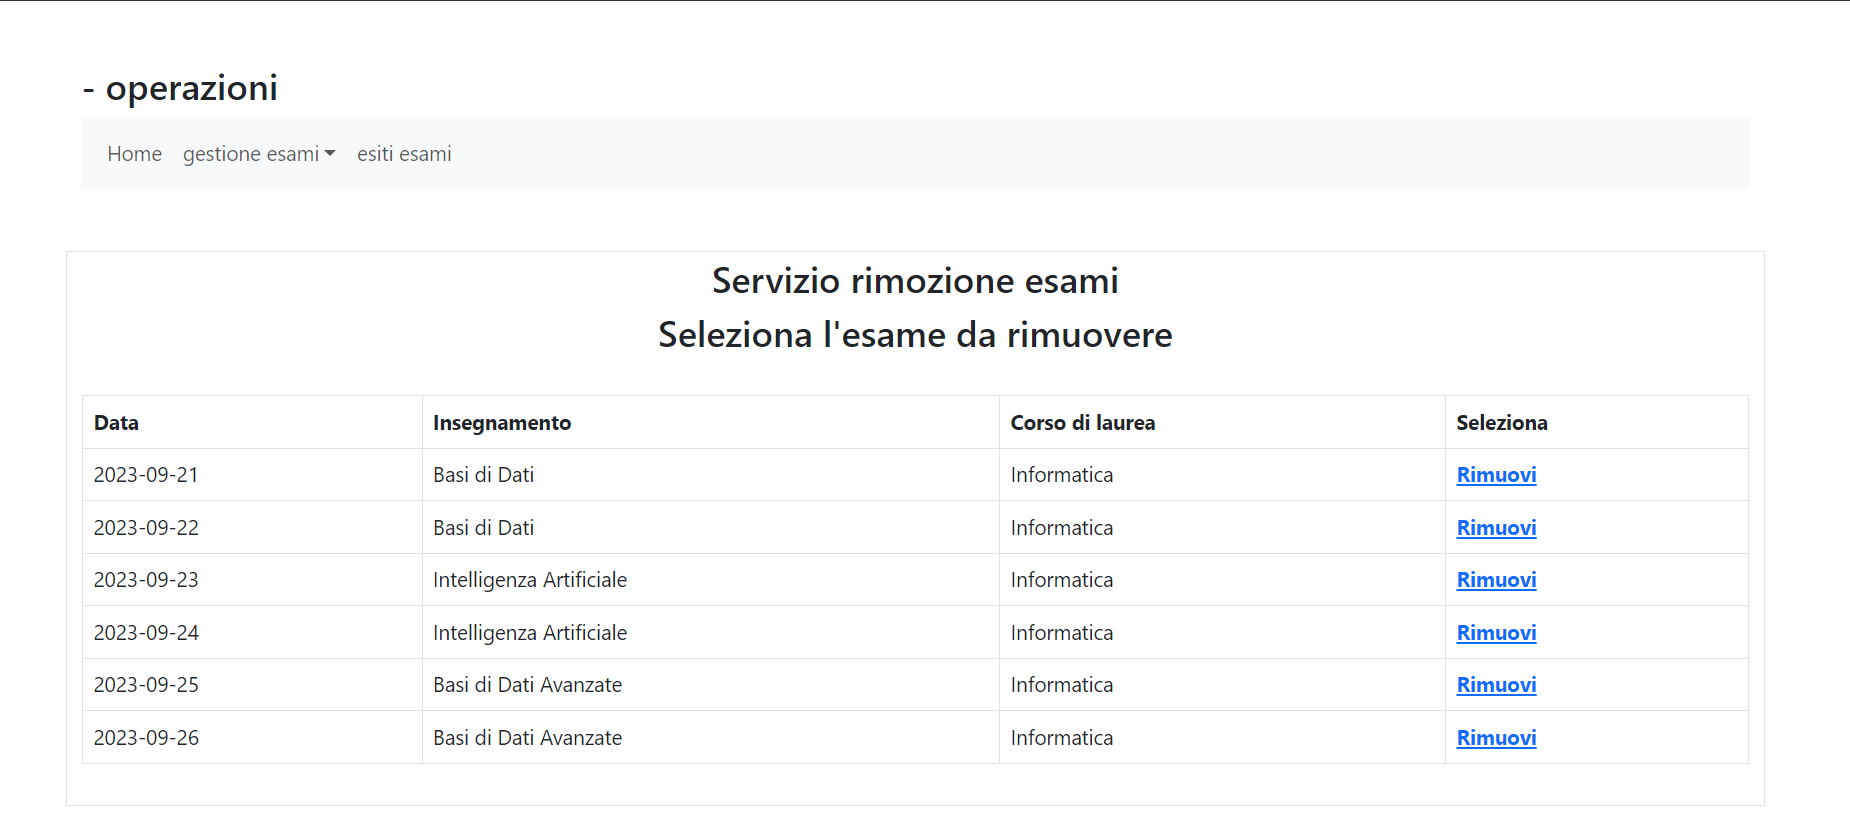 - operazioni
Home gestione esami esiti esami
Servizio rimozione esami
Seleziona l'esame da rimuovere
Data Insegnamento Corso di laurea Seleziona
2023-09-21 Basi di Dati Informatica Rimuovi
2023-09-22 Basi di Dati Informatica Rimuovi
2023-09-23 Intelligenza Artificiale Informatica Rimuovi
2023-09-24 Intelligenza Artificiale Informatica Rimuovi
2023-09-25 Basi di Dati Avanzate Informatica Rimuovi
2023-09-26 Basi di Dati Avanzate Informatica Rimuovi